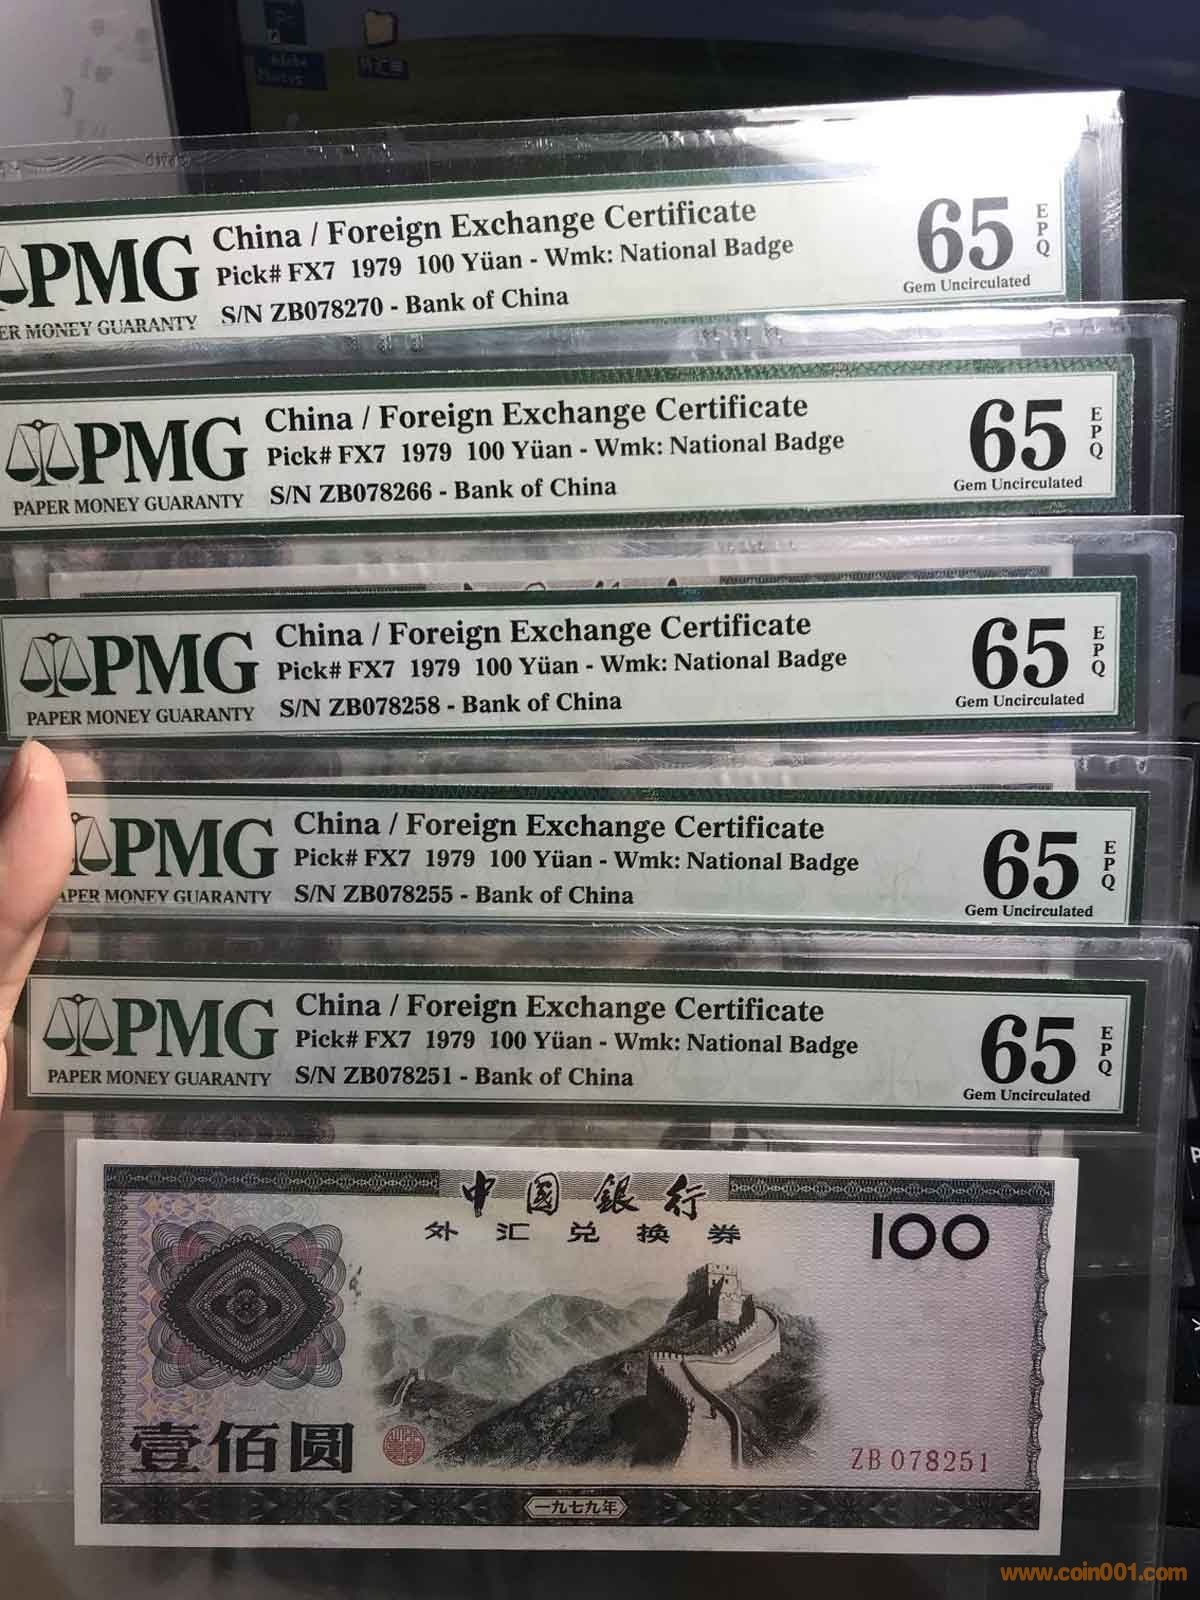 Adobe
China / Foreign Exchange Certificate
PMG
Pick# FX7 1979 100 Yüan - Wmk: National Badge
S/N ZB078270 - Bank of China
PER MONEY GUARANTY
65
EPQ
Gem Uncirculated
China / Foreign Exchange Certificate
PMG
Pick# FX7 1979 100 Yüan - Wmk: National Badge
S/N ZB078266 - Bank of China
PAPER MONEY GUARANTY
65
EPQ
Gem Uncirculated
China / Foreign Exchange Certificate
PMG
Pick# FX7 1979 100 Yüan - Wmk: National Badge
S/N ZB078258 - Bank of China
PAPER MONEY GUARANTY
65
EPQ
Gem Uncirculated
China / Foreign Exchange Certificate
PMG
Pick# FX7 1979 100 Yüan - Wmk: National Badge
S/N ZB078255 - Bank of China
APER MONEY GUARANTY
65
EPQ
Gem Uncirculated
China / Foreign Exchange Certificate
PMG
Pick# FX7 1979 100 Yüan - Wmk: National Badge
S/N ZB078251 - Bank of China
PAPER MONEY GUARANTY
65
EPQ
Gem Uncirculated
中国銀行
外汇兑换券
100
壹佰圆
ZB 078251
一九七九年
www.coin001.com